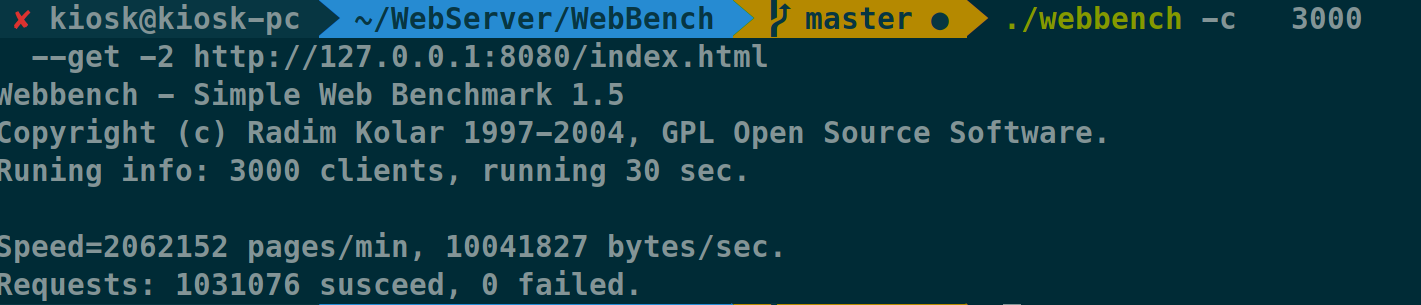 ✘ kiosk@kiosk-pc ~/WebServer/WebBench master ● ./webbench -c   3000
--get -2 http://127.0.0.1:8080/index.html
Webbench - Simple Web Benchmark 1.5
Copyright (c) Radim Kolar 1997-2004, GPL Open Source Software.
Runing info: 3000 clients, running 30 sec.

Speed=2062152 pages/min, 10041827 bytes/sec.
Requests: 1031076 susceed, 0 failed.